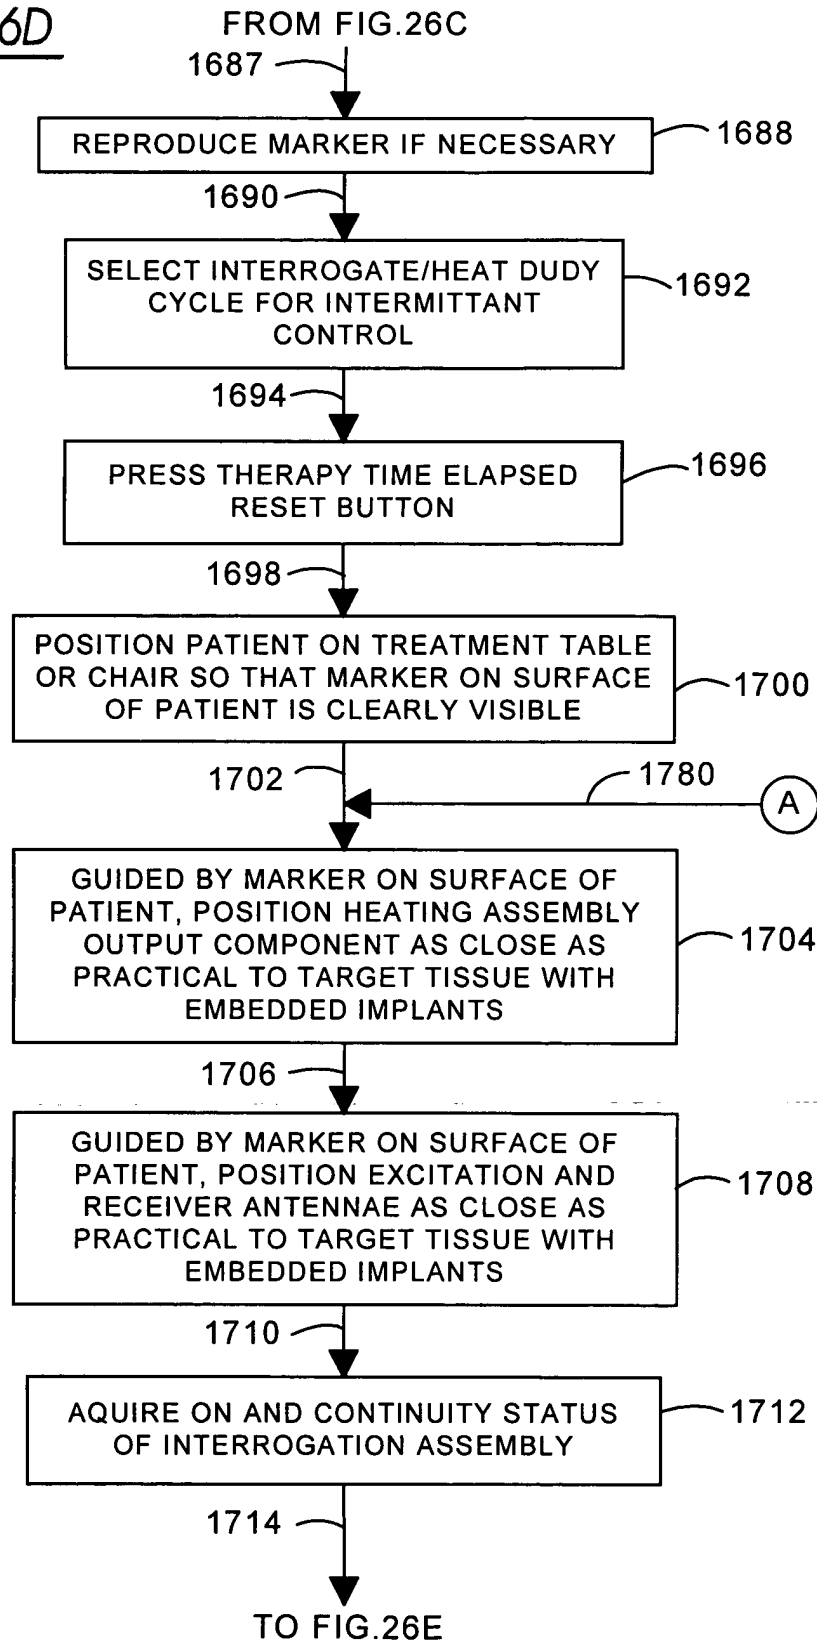 6D
FROM FIG.26C
1687
REPRODUCE MARKER IF NECESSARY
1688
1690
SELECT INTERROGATE/HEAT DUDY
CYCLE FOR INTERMITTANT
CONTROL
1692
1694
PRESS THERAPY TIME ELAPSED
RESET BUTTON
1696
1698
POSITION PATIENT ON TREATMENT TABLE
OR CHAIR SO THAT MARKER ON SURFACE
OF PATIENT IS CLEARLY VISIBLE
1700
1702
1780
A
GUIDED BY MARKER ON SURFACE OF
PATIENT, POSITION HEATING ASSEMBLY
OUTPUT COMPONENT AS CLOSE AS
PRACTICAL TO TARGET TISSUE WITH
EMBEDDED IMPLANTS
1704
1706
GUIDED BY MARKER ON SURFACE OF
PATIENT, POSITION EXCITATION AND
RECEIVER ANTENNAE AS CLOSE AS
PRACTICAL TO TARGET TISSUE WITH
EMBEDDED IMPLANTS
1708
1710
AQUIRE ON AND CONTINUITY STATUS
OF INTERROGATION ASSEMBLY
1712
1714
TO FIG.26E